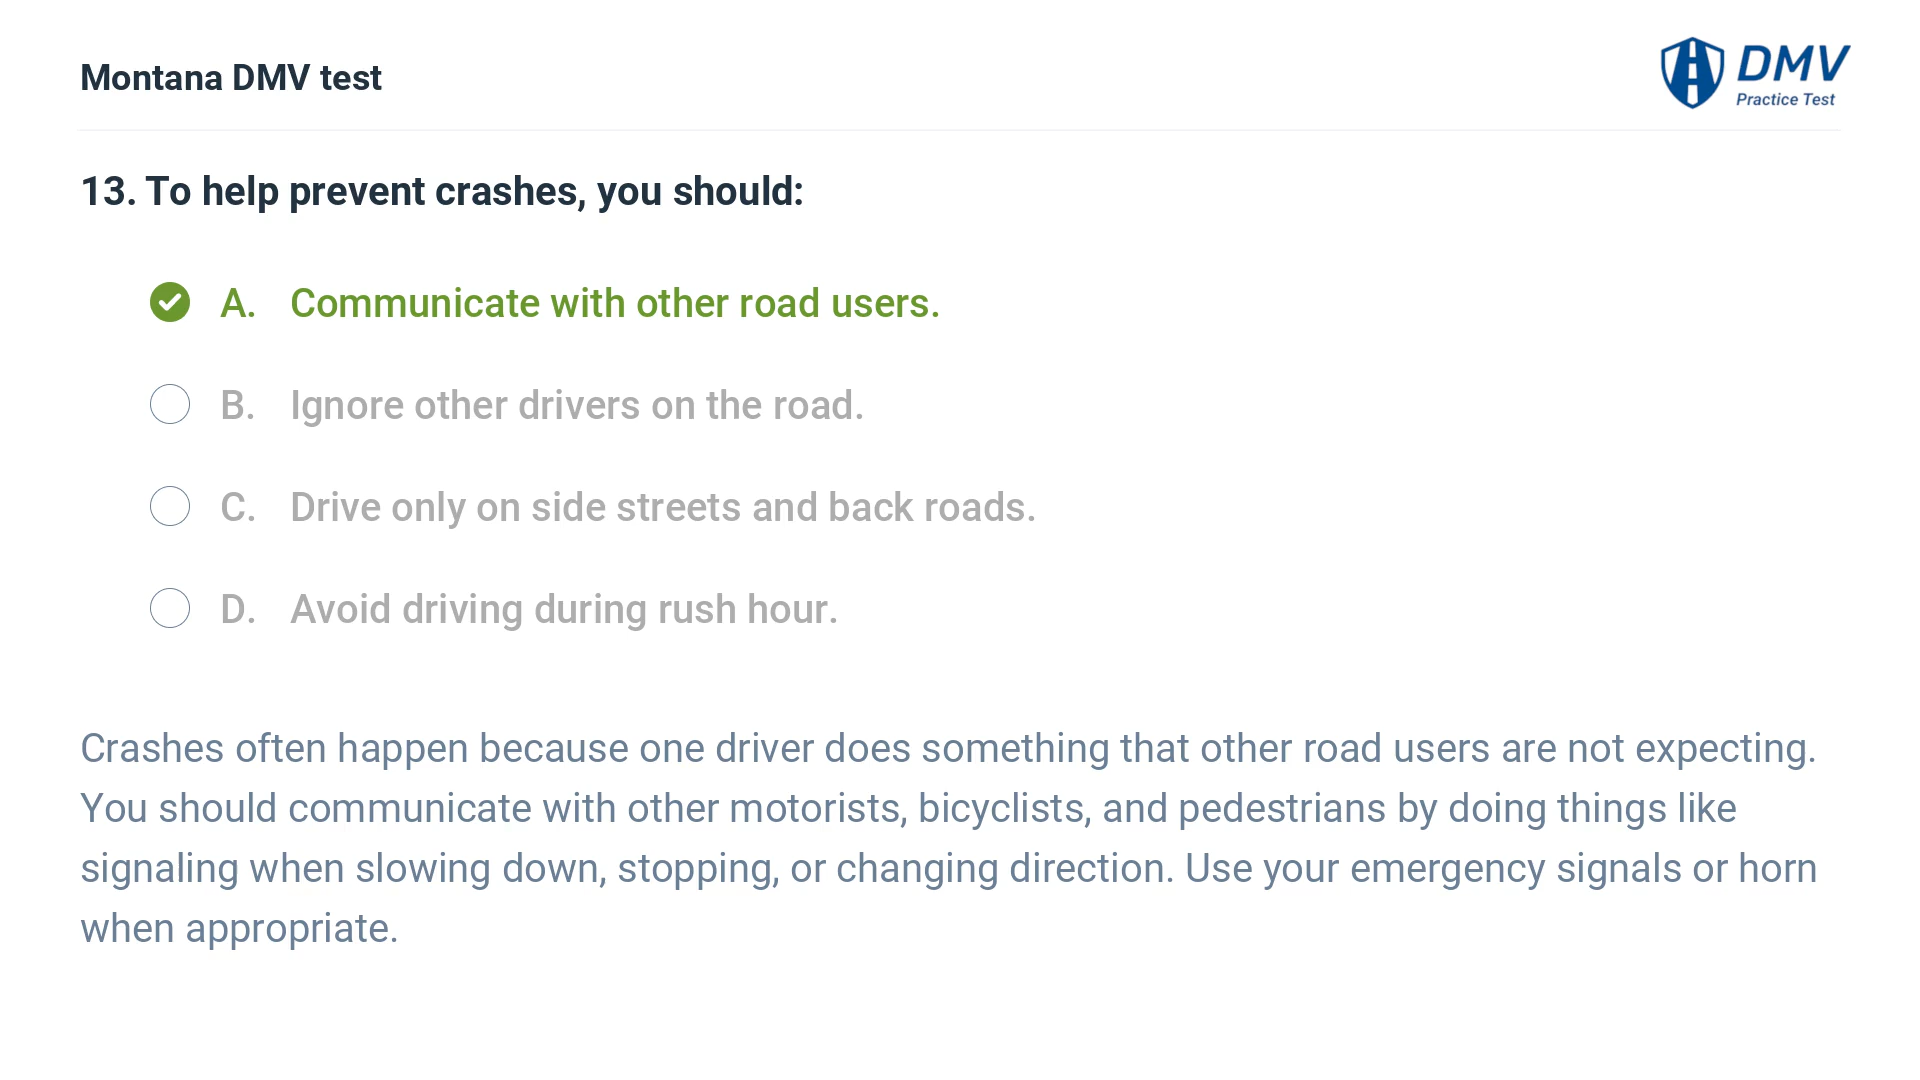 Montana DMV test
DMV
Practice Test
13. To help prevent crashes, you should:
A. Communicate with other road users.
B. Ignore other drivers on the road.
C. Drive only on side streets and back roads.
D. Avoid driving during rush hour.
Crashes often happen because one driver does something that other road users are not expecting.
You should communicate with other motorists, bicyclists, and pedestrians by doing things like
signaling when slowing down, stopping, or changing direction. Use your emergency signals or horn
when appropriate.